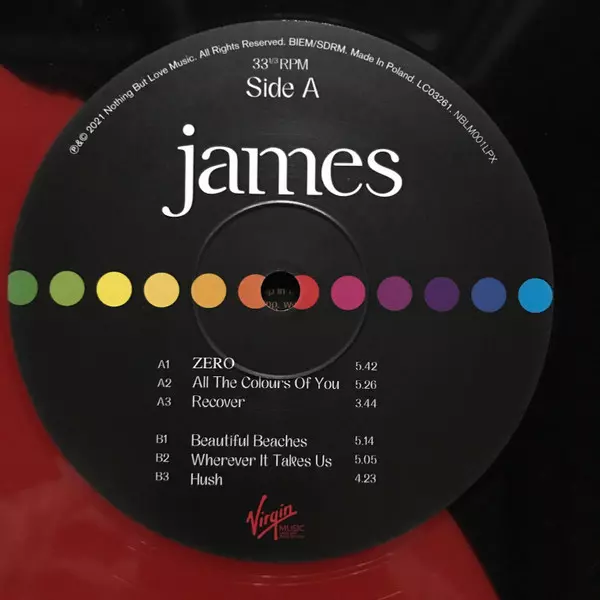 ℗&© 2021 Nothing But Love Music. All Rights Reserved. BIEM/SDRM. Made in Poland. LC03261. NBLM001LPX.
33 1/3 RPM
Side A
james
A1 ZERO 5.42
A2 All The Colours Of You 5.26
A3 Recover 3.44
B1 Beautiful Beaches 5.14
B2 Wherever It Takes Us 5.05
B3 Hush 4.23
Virgin
MUSIC